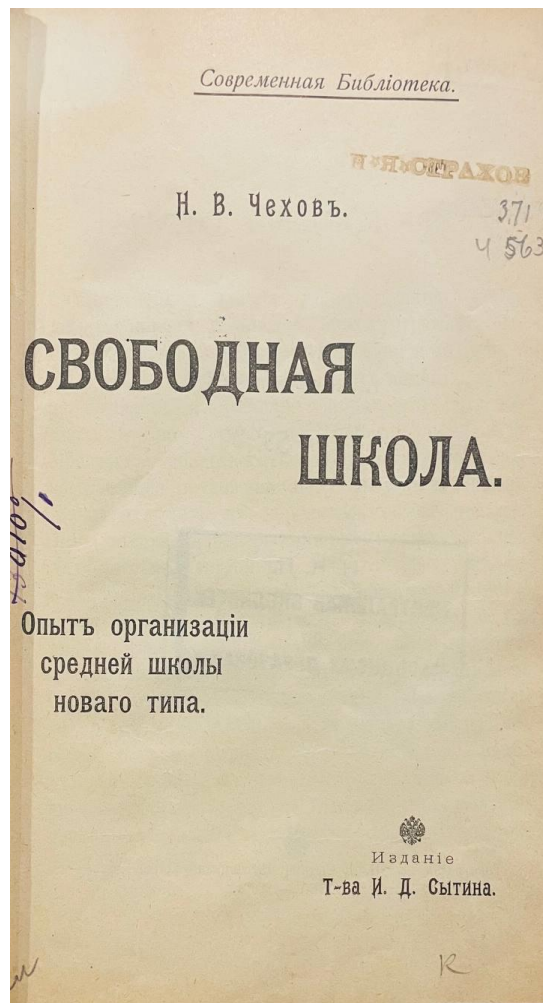 Современная Библіотека.
Н. В. Чеховъ.
371
Ч 563
СВОБОДНАЯ
ШКОЛА.
Опытъ организаціи
средней школы
новаго типа.
Изданіе
Т-ва И. Д. Сытина.